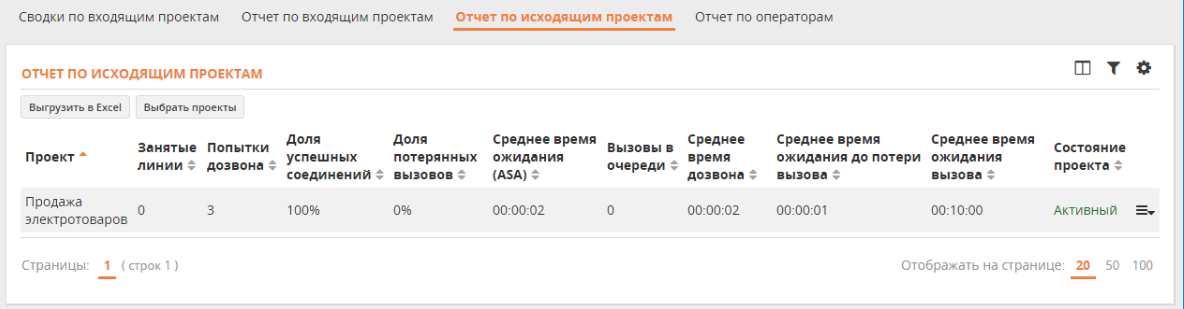 Сводки по входящим проектам Отчет по входящим проектам Отчет по исходящим проектам Отчет по операторам
ОТЧЕТ ПО ИСХОДЯЩИМ ПРОЕКТАМ
Выгрузить в Excel Выбрать проекты
Проект
Занятые
линии
Попытки
дозвона
Доля
успешных
соединений
Доля
потерянных
вызовов
Среднее время
ожидания
(ASA)
Вызовы в
очереди
Среднее
время
дозвона
Среднее время
ожидания до потери
вызова
Среднее время
ожидания
вызова
Состояние
проекта
Продажа
электротоваров
0 3 100% 0% 00:00:02 0 00:00:02 00:00:01 00:10:00 Активный
Страницы: 1 ( строк 1 ) Отображать на странице: 20 50 100